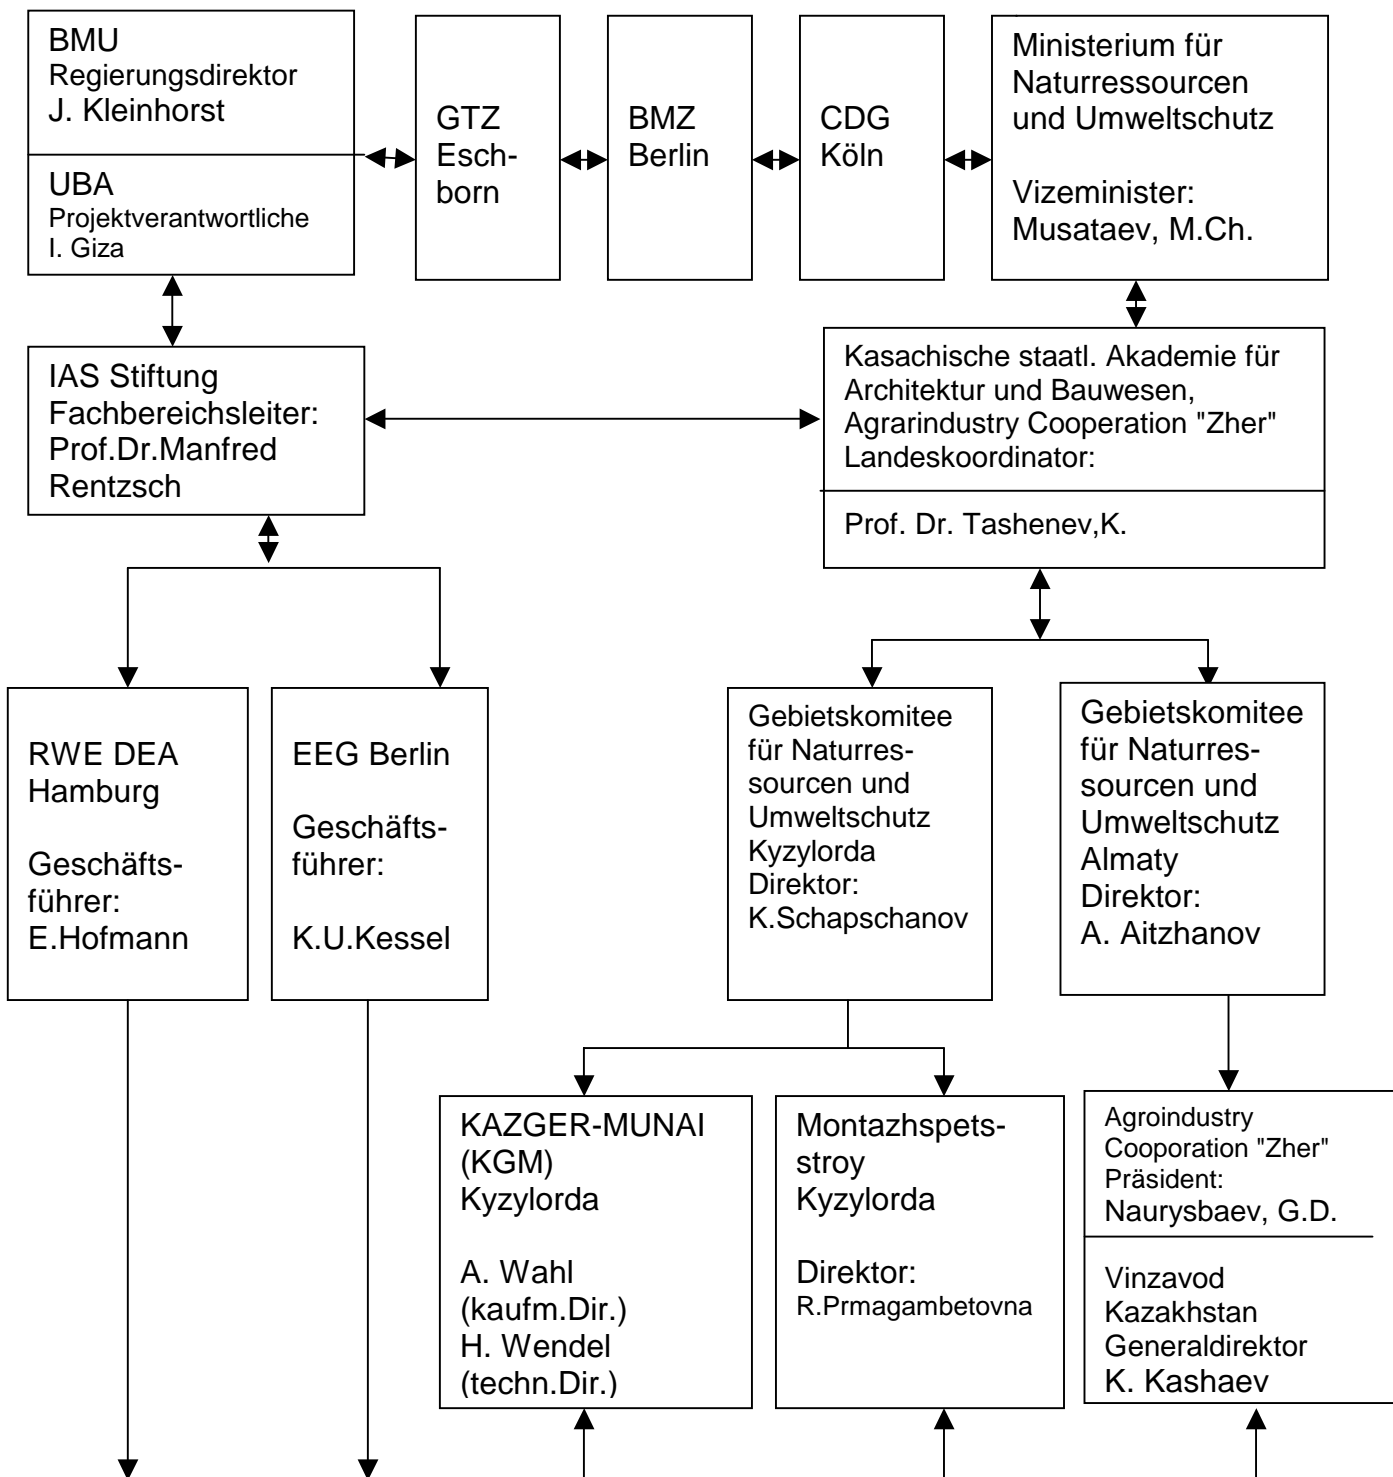 BMU
Regierungsdirektor
J. Kleinhorst
UBA
Projektverantwortliche
I. Giza
GTZ
Esch-
born
BMZ
Berlin
CDG
Köln
Ministerium für
Naturressourcen
und Umweltschutz
Vizeminister:
Musataev, M.Ch.
IAS Stiftung
Fachbereichsleiter:
Prof.Dr.Manfred
Rentzsch
Kasachische staatl. Akademie für
Architektur und Bauwesen,
Agrarindustry Cooperation "Zher"
Landeskoordinator:
Prof. Dr. Tashenev,K.
RWE DEA
Hamburg
Geschäfts-
führer:
E.Hofmann
EEG Berlin
Geschäfts-
führer:
K.U.Kessel
Gebietskomitee
für Naturres-
sourcen und
Umweltschutz
Kyzylorda
Direktor:
K.Schapschanov
Gebietskomitee
für Naturres-
sourcen und
Umweltschutz
Almaty
Direktor:
A. Aitzhanov
KAZGER-MUNAI
(KGM)
Kyzylorda
A. Wahl
(kaufm.Dir.)
H. Wendel
(techn.Dir.)
Montazhspets-
stroy
Kyzylorda
Direktor:
R.Prmagambetovna
Agroindustry
Cooporation "Zher"
Präsident:
Naurysbaev, G.D.
Vinzavod
Kazakhstan
Generaldirektor
K. Kashaev